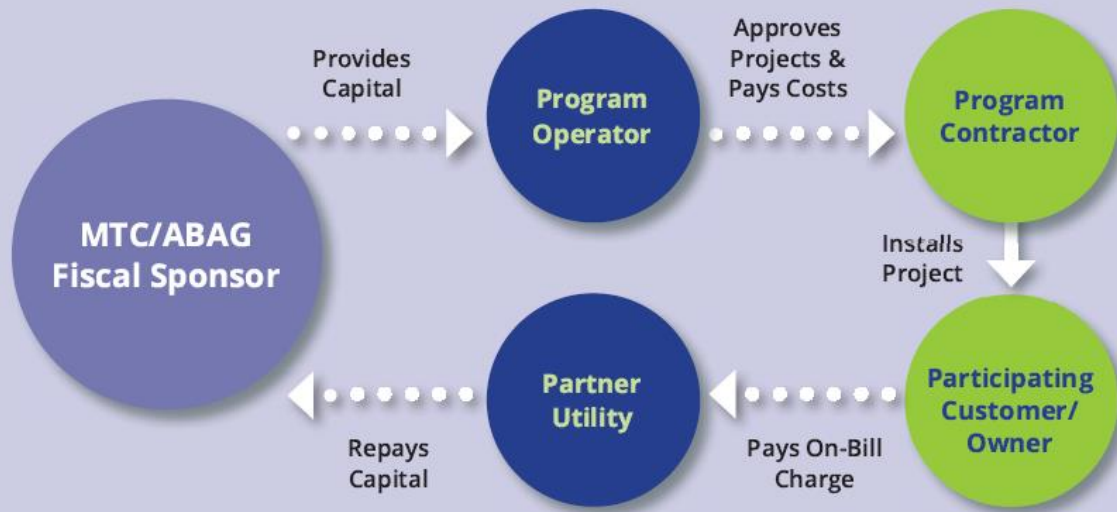 Provides
Capital
Approves
Projects &
Pays Costs
Program
Operator
Program
Contractor
MTC/ABAG
Fiscal Sponsor
Installs
Project
Partner
Utility
Participating
Customer/
Owner
Repays
Capital
Pays On-Bill
Charge